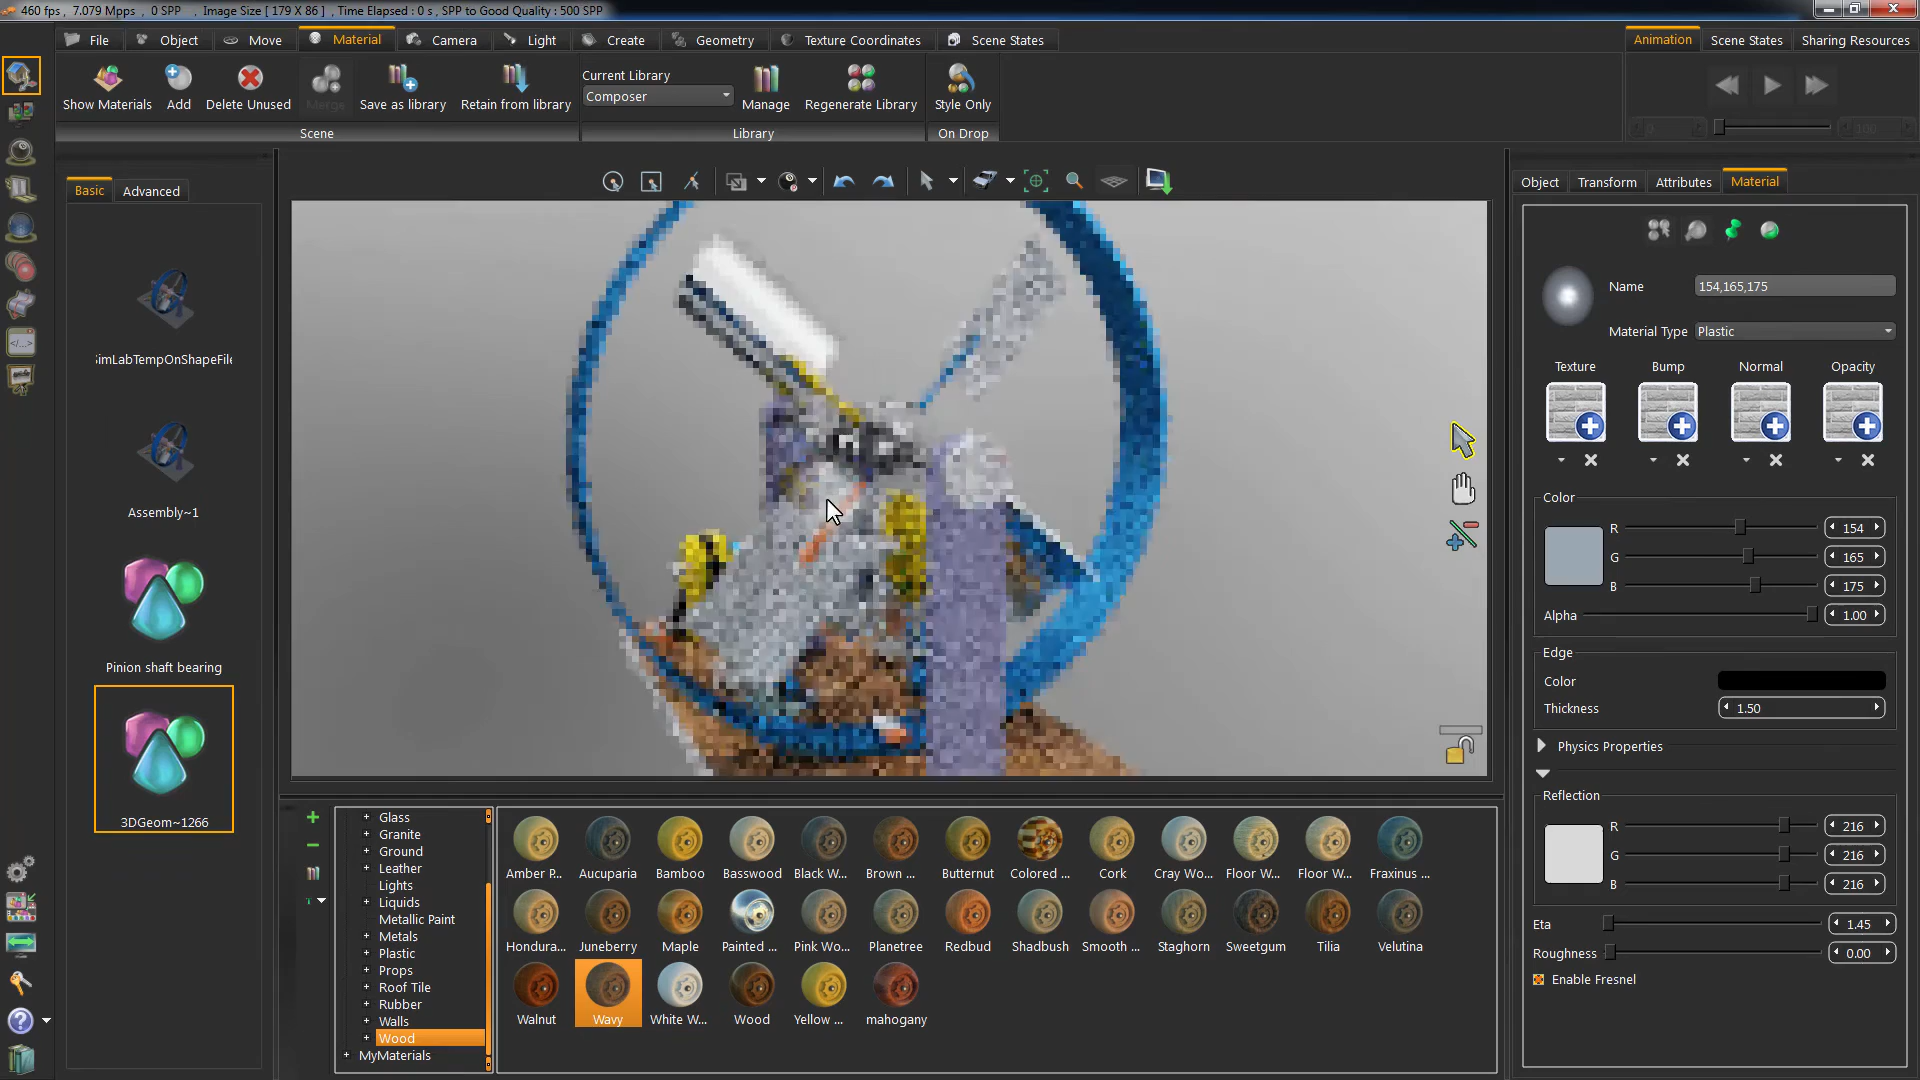 460 fps , 7.079 Mpps , 0 SPP , Image Size [ 179 X 86 ] , Time Elapsed : 0 s , SPP to Good Quality : 500 SPP
File Object Move Material Camera Light Create Geometry Texture Coordinates Scene States
Animation Scene States Sharing Resources
Current Library
Composer
Show Materials Add Delete Unused Merge Save as library Retain from library Manage Regenerate Library Style Only
Scene Library On Drop
0 100
Basic Advanced
Object Transform Attributes Material
imLabTempOnShapeFile
Assembly~1
Pinion shaft bearing
3DGeom~1266
Name 154,165,175
Material Type Plastic
Texture Bump Normal Opacity
Color
R 154
G 165
B 175
Alpha 1.00
Edge
Color
Thickness 1.50
Physics Properties
Reflection
R 216
G 216
B 216
Eta 1.45
Roughness 0.00
Enable Fresnel
Glass
Granite
Ground
Leather
Lights
Liquids
Metallic Paint
Metals
Plastic
Props
Roof Tile
Rubber
Walls
Wood
MyMaterials
Amber P... Aucuparia Bamboo Basswood Black W... Brown ... Butternut Colored ... Cork Cray Wo... Floor W... Floor W... Fraxinus ...
Hondura... Juneberry Maple Painted ... Pink Wo... Planetree Redbud Shadbush Smooth ... Staghorn Sweetgum Tilia Velutina
Walnut Wavy White W... Wood Yellow ... mahogany